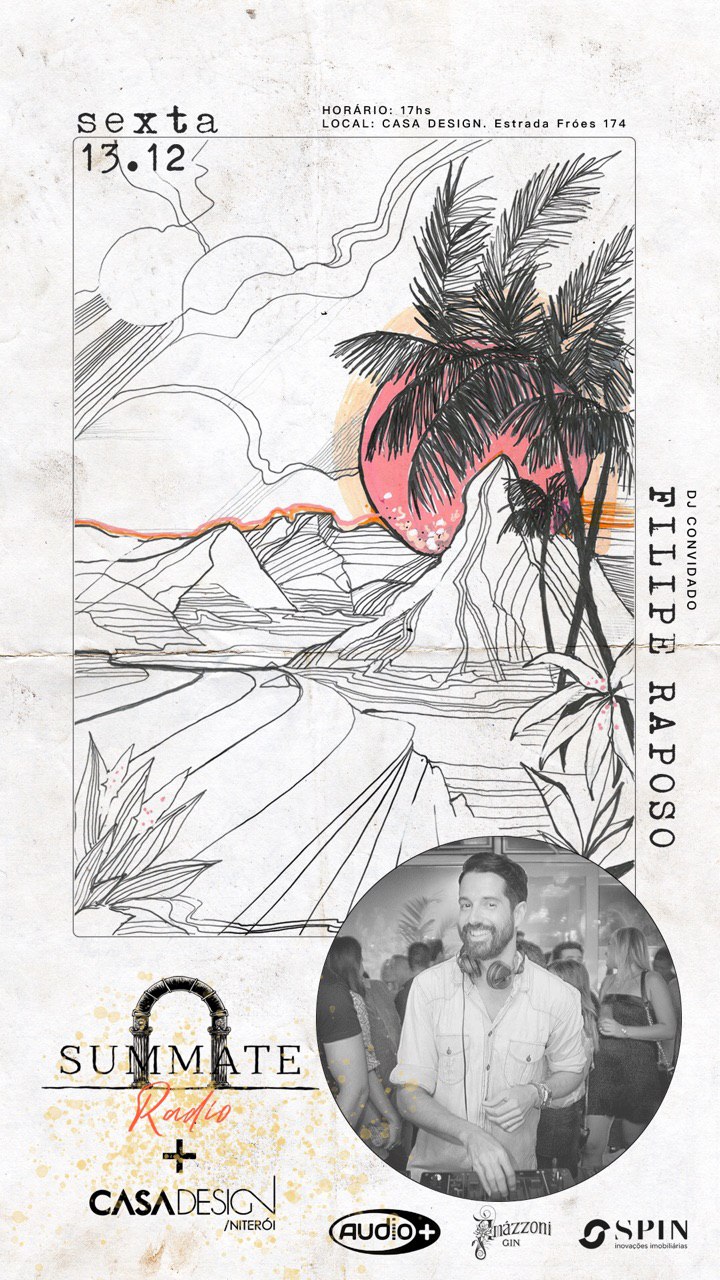 sexta
13.12
HORÁRIO: 17hs
LOCAL: CASA DESIGN. Estrada Fróes 174
DJ CONVIDADO
FILIPE RAPOSO
SUMMATE
Radio
+
CASADESIGN
/NITERÓI
AUDIO+
Amázzoni
GIN
SPIN
inovações imobiliárias